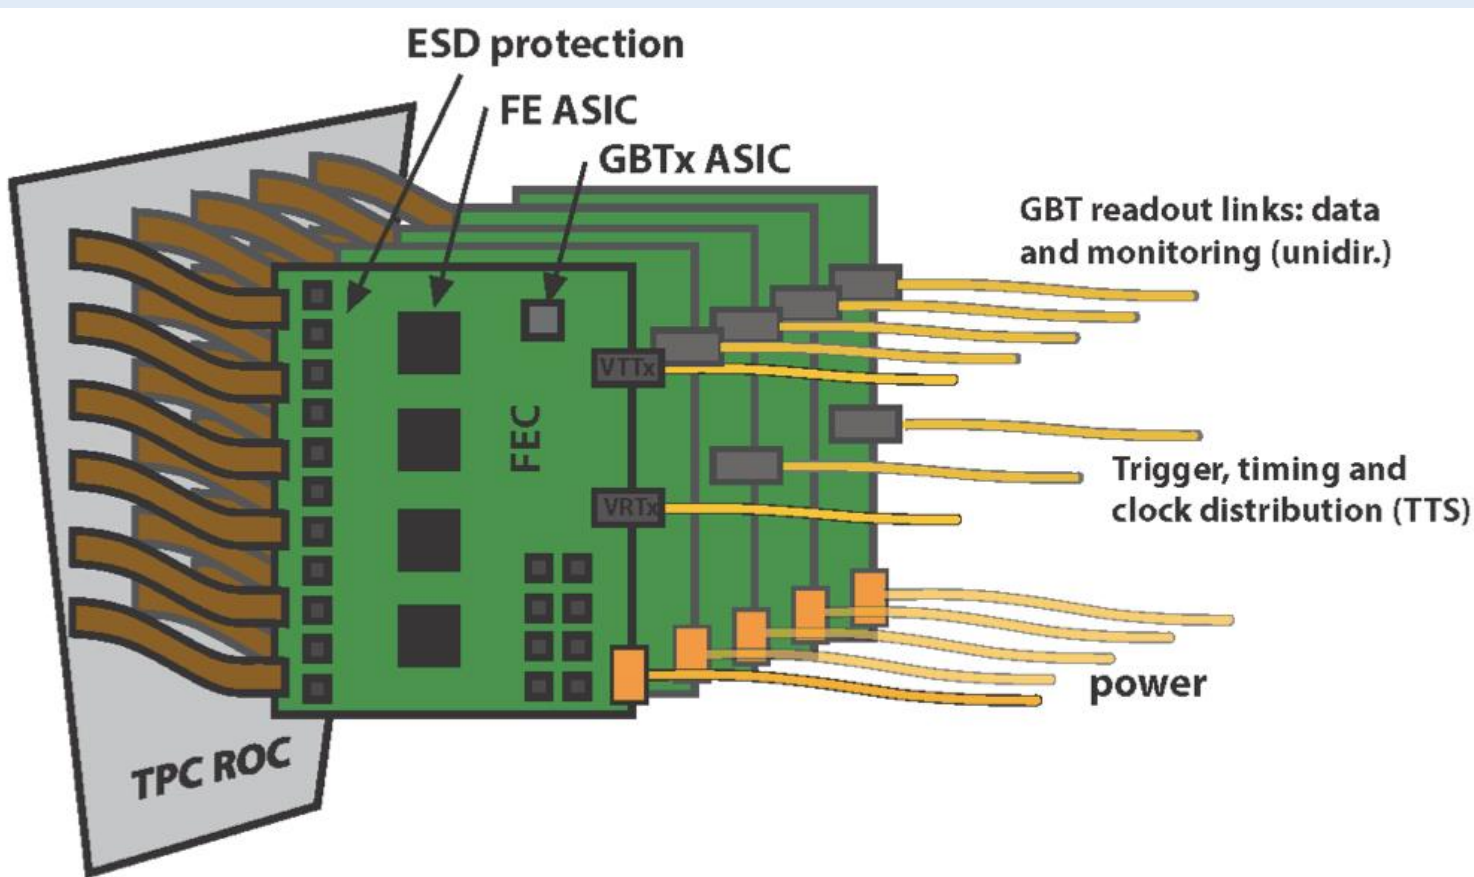 ESD protection
FE ASIC
GBTx ASIC
GBT readout links: data
and monitoring (unidir.)
VTTx
FEC
Trigger, timing and
clock distribution (TTS)
VRTx
power
TPC ROC